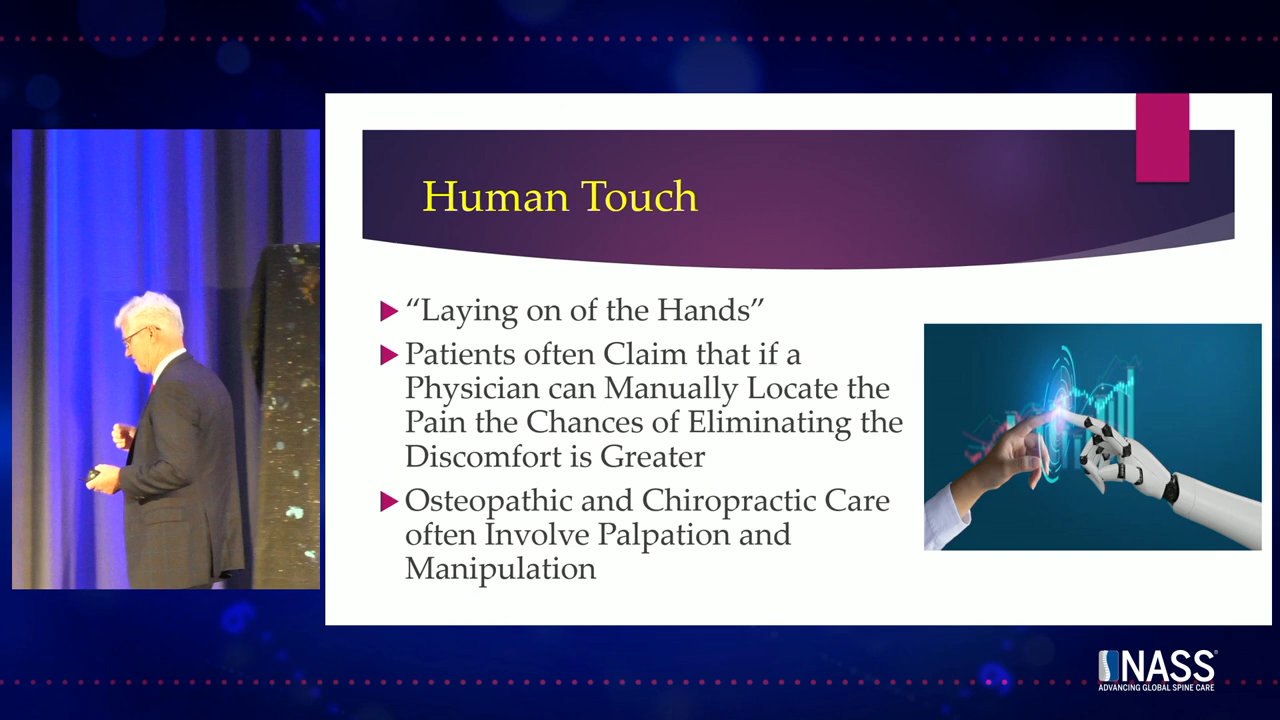 Human Touch
“Laying on of the Hands”
Patients often Claim that if a
Physician can Manually Locate the
Pain the Chances of Eliminating the
Discomfort is Greater
Osteopathic and Chiropractic Care
often Involve Palpation and
Manipulation
NASS®
ADVANCING GLOBAL SPINE CARE